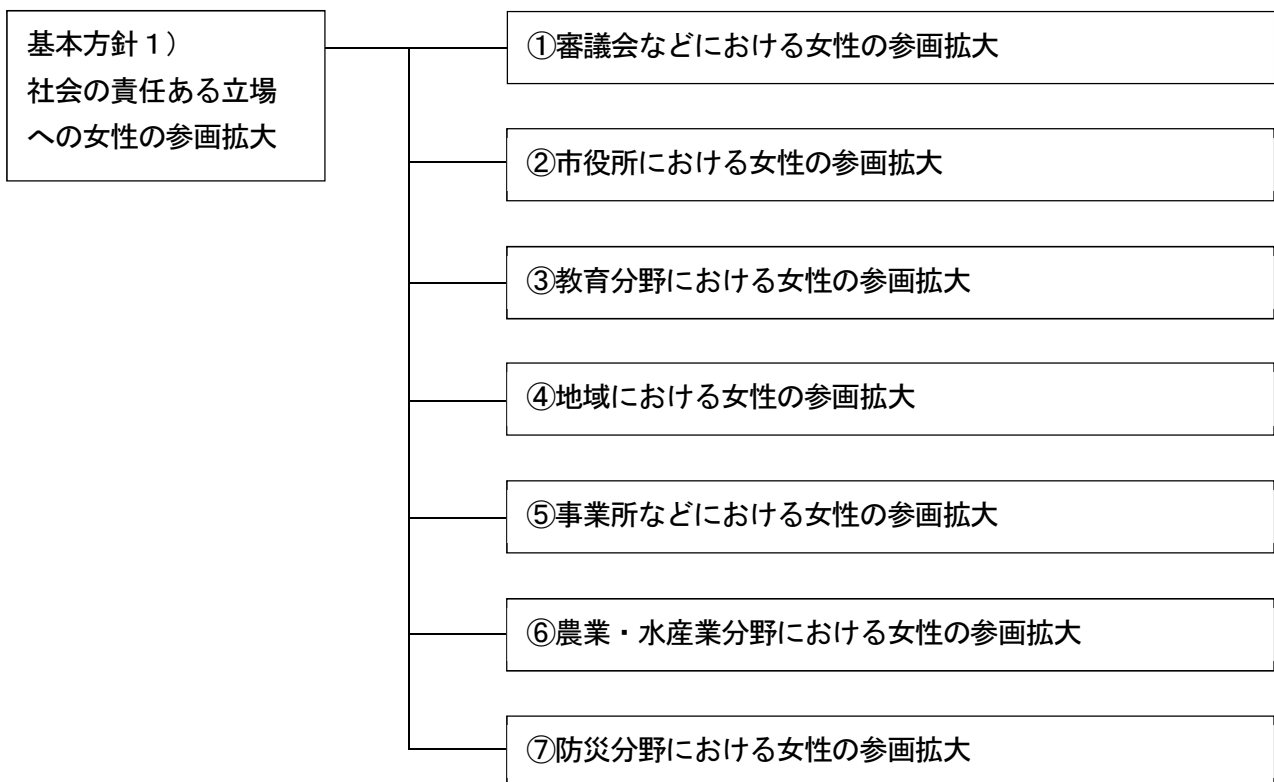 基本方針１）
社会の責任ある立場
への女性の参画拡大
①審議会などにおける女性の参画拡大
②市役所における女性の参画拡大
③教育分野における女性の参画拡大
④地域における女性の参画拡大
⑤事業所などにおける女性の参画拡大
⑥農業・水産業分野における女性の参画拡大
⑦防災分野における女性の参画拡大